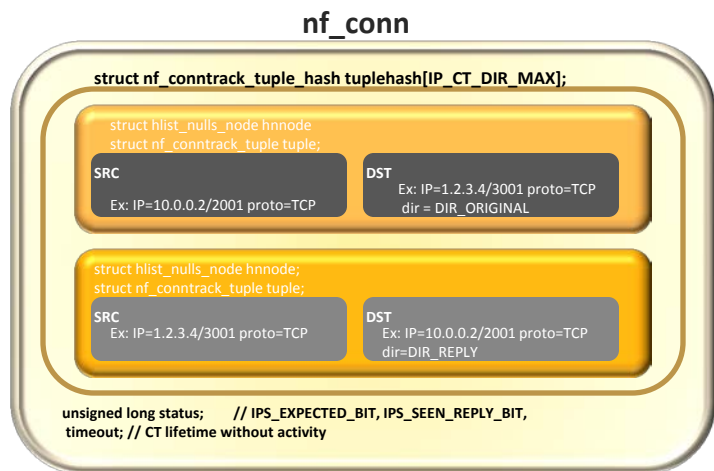 nf_conn
struct nf_conntrack_tuple_hash tuplehash[IP_CT_DIR_MAX];
struct hlist_nulls_node hnnode
struct nf_conntrack_tuple tuple;
SRC
Ex: IP=10.0.0.2/2001 proto=TCP
DST
Ex: IP=1.2.3.4/3001 proto=TCP
dir = DIR_ORIGINAL
struct hlist_nulls_node hnnode;
struct nf_conntrack_tuple tuple;
SRC
Ex: IP=1.2.3.4/3001 proto=TCP
DST
Ex: IP=10.0.0.2/2001 proto=TCP
dir=DIR_REPLY
unsigned long status; // IPS_EXPECTED_BIT, IPS_SEEN_REPLY_BIT,
timeout; // CT lifetime without activity